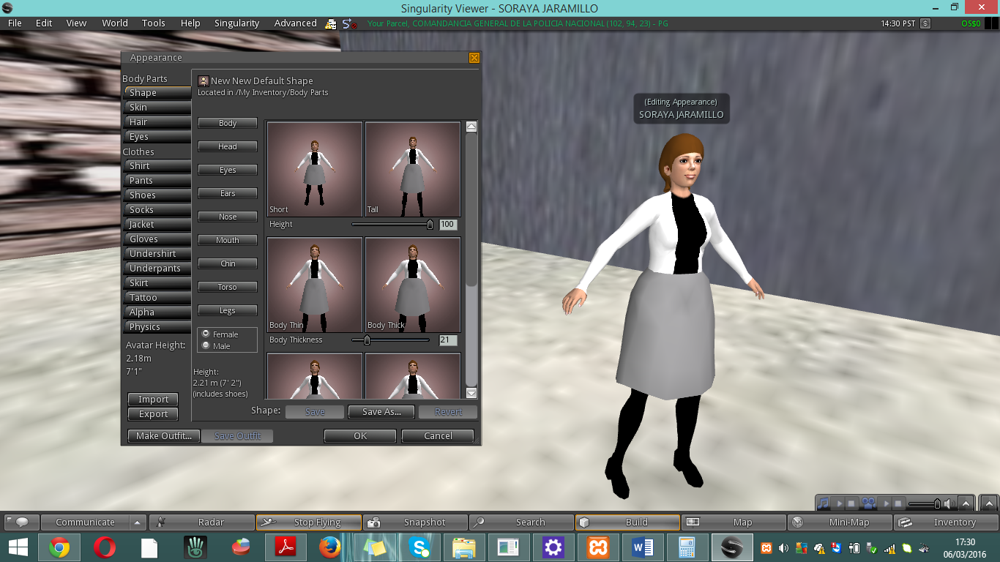 Singularity Viewer - SORAYA JARAMILLO
File Edit View World Tools Help Singularity Advanced
Your Parcel, COMANDANCIA GENERAL DE LA POLICIA NACIONAL (102, 94, 23) - PG
14:30 PST
OS$0
Appearance
Body Parts
Shape
Skin
Hair
Eyes
Clothes
Shirt
Pants
Shoes
Socks
Jacket
Gloves
Undershirt
Underpants
Skirt
Tattoo
Alpha
Physics
Avatar Height:
2.18m
7'1"
Import
Export
New New Default Shape
Located in /My Inventory/Body Parts
Body
Head
Eyes
Ears
Nose
Mouth
Chin
Torso
Legs
Female
Male
Height:
2.21 m (7' 2")
(includes shoes)
Short
Tall
Height 100
Body Thin
Body Thick
Body Thickness 21
Shape: Save Save As... Revert
Make Outfit... Save Outfit OK Cancel
(Editing Appearance)
SORAYA JARAMILLO
Communicate Radar Stop Flying Snapshot Search Build Map Mini-Map Inventory
17:30
06/03/2016